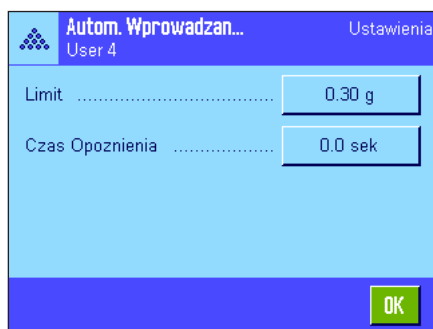 Autom. Wprowadzan... Ustawienia
User 4
Limit ................................... 0.30 g
Czas Opoznienia .................. 0.0 sek
OK